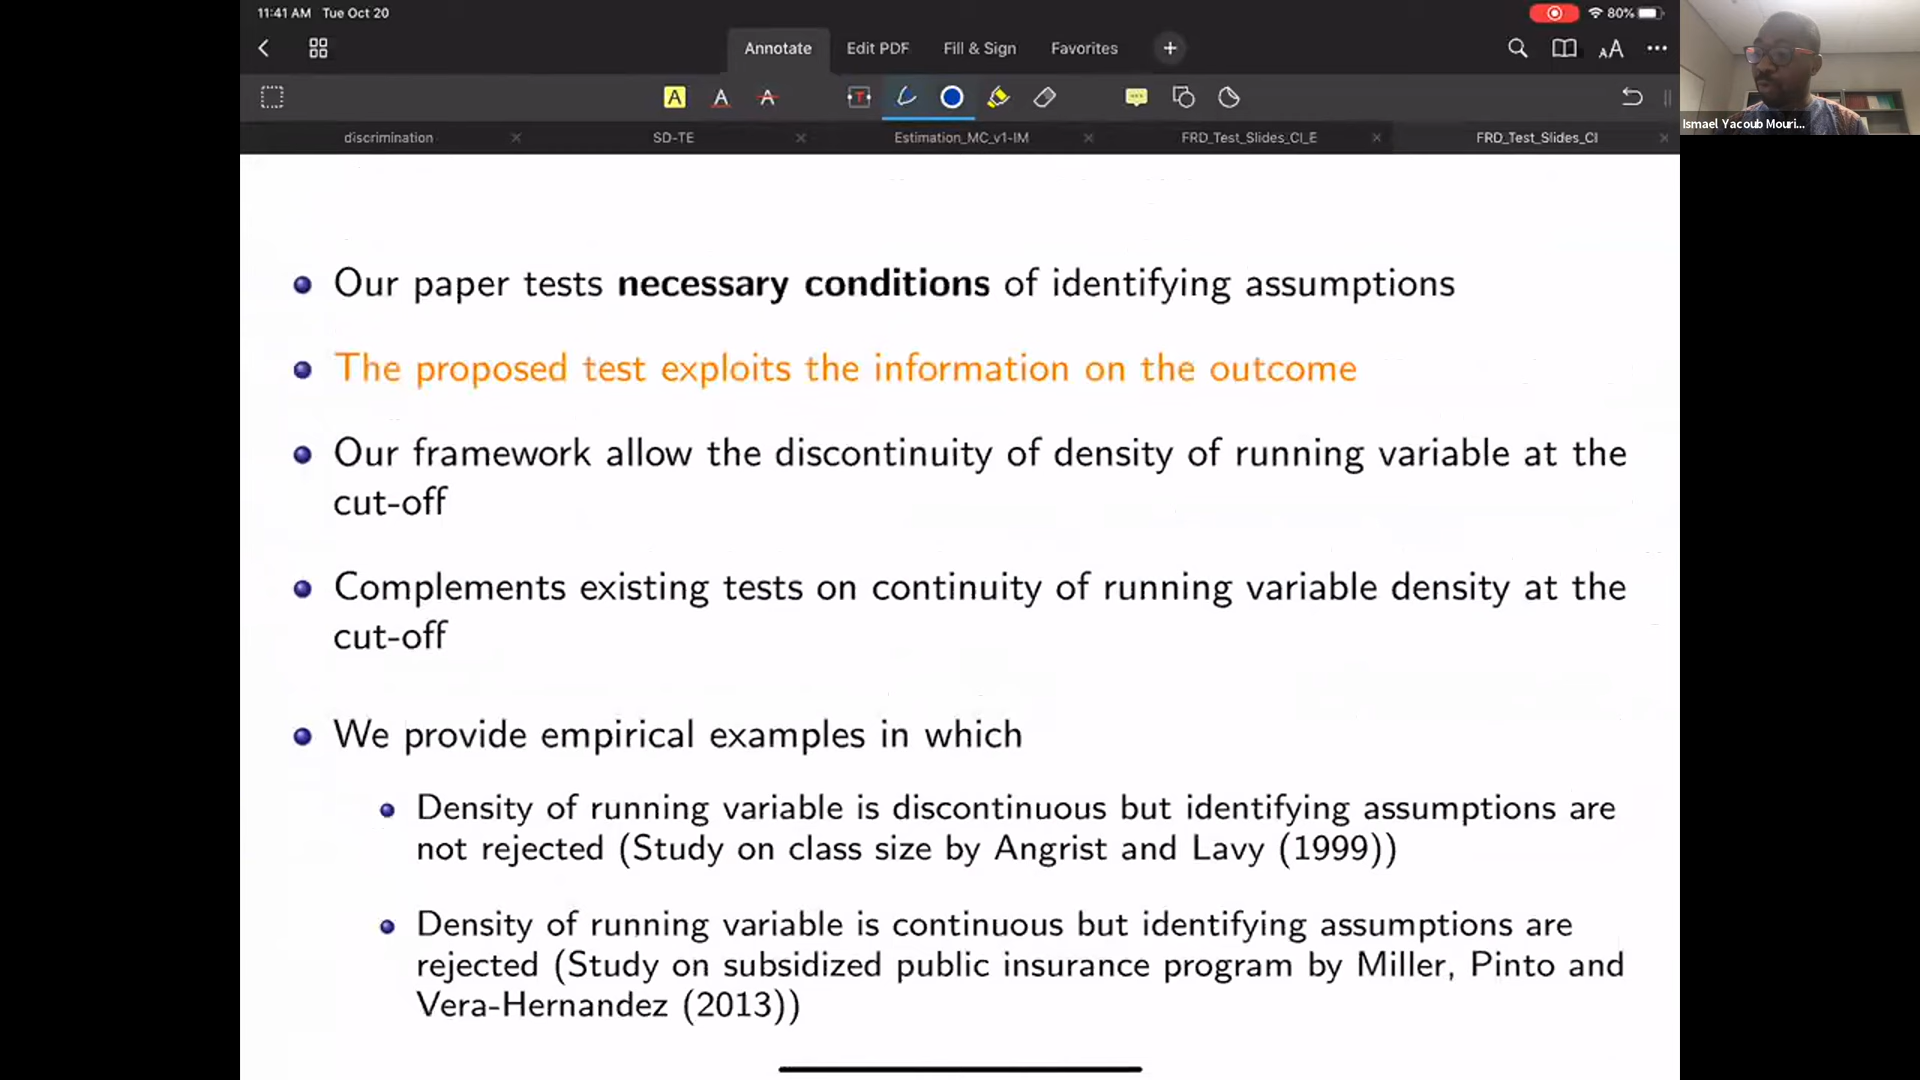 11:41 AM Tue Oct 20
80%
Annotate
Edit PDF
Fill & Sign
Favorites
AA
A A A T
discrimination
SD-TE
Estimation_MC_v1-IM
FRD_Test_Slides_CI_E
FRD_Test_Slides_CI
Ismael Yacoub Mouri...
Our paper tests necessary conditions of identifying assumptions
The proposed test exploits the information on the outcome
Our framework allow the discontinuity of density of running variable at the
cut-off
Complements existing tests on continuity of running variable density at the
cut-off
We provide empirical examples in which
Density of running variable is discontinuous but identifying assumptions are
not rejected (Study on class size by Angrist and Lavy (1999))
Density of running variable is continuous but identifying assumptions are
rejected (Study on subsidized public insurance program by Miller, Pinto and
Vera-Hernandez (2013))